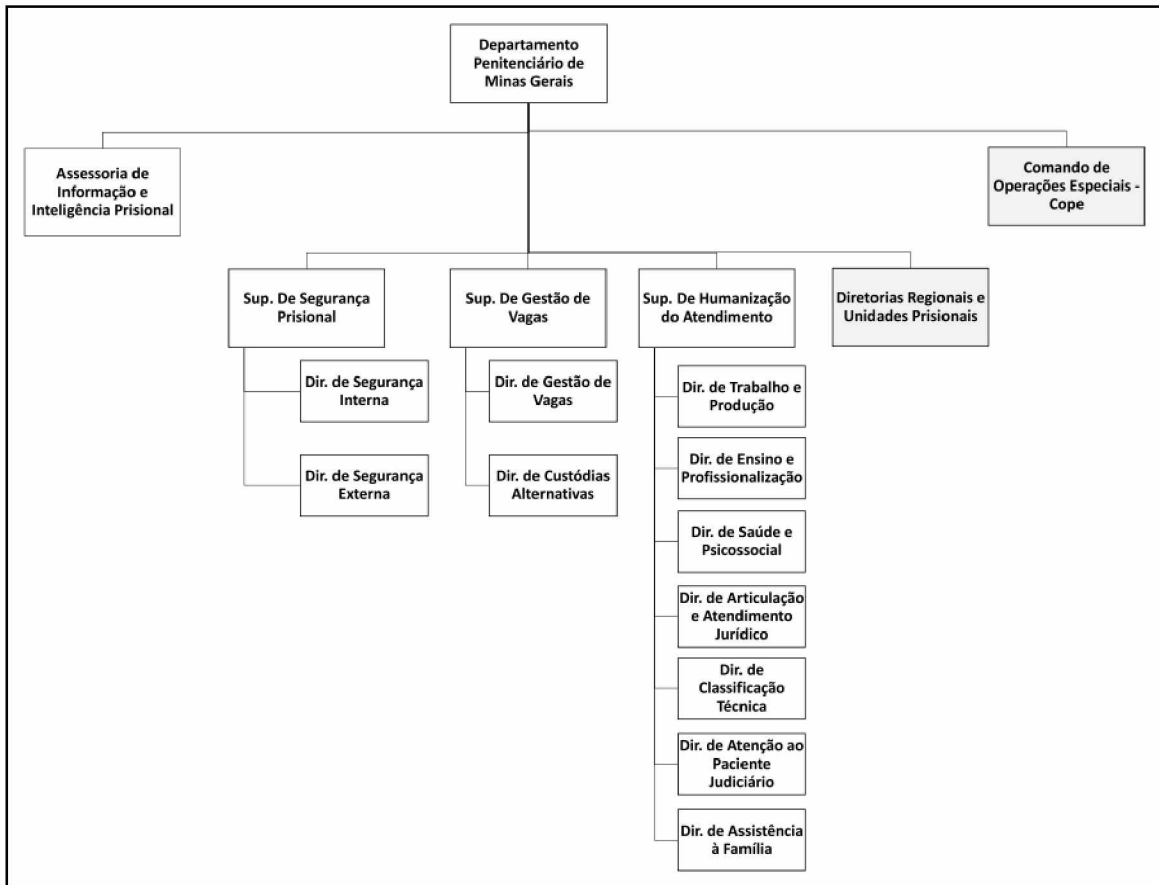 Departamento
Penitenciário de
Minas Gerais
Assessoria de
Informação e
Inteligência Prisional
Comando de
Operações Especiais -
Cope
Sup. De Segurança
Prisional
Sup. De Gestão de
Vagas
Sup. De Humanização
do Atendimento
Diretorias Regionais e
Unidades Prisionais
Dir. de Segurança
Interna
Dir. de Segurança
Externa
Dir. de Gestão de
Vagas
Dir. de Custódias
Alternativas
Dir. de Trabalho e
Produção
Dir. de Ensino e
Profissionalização
Dir. de Saúde e
Psicossocial
Dir. de Articulação
e Atendimento
Jurídico
Dir. de
Classificação
Técnica
Dir. de Atenção ao
Paciente
Judiciário
Dir. de Assistência
à Família